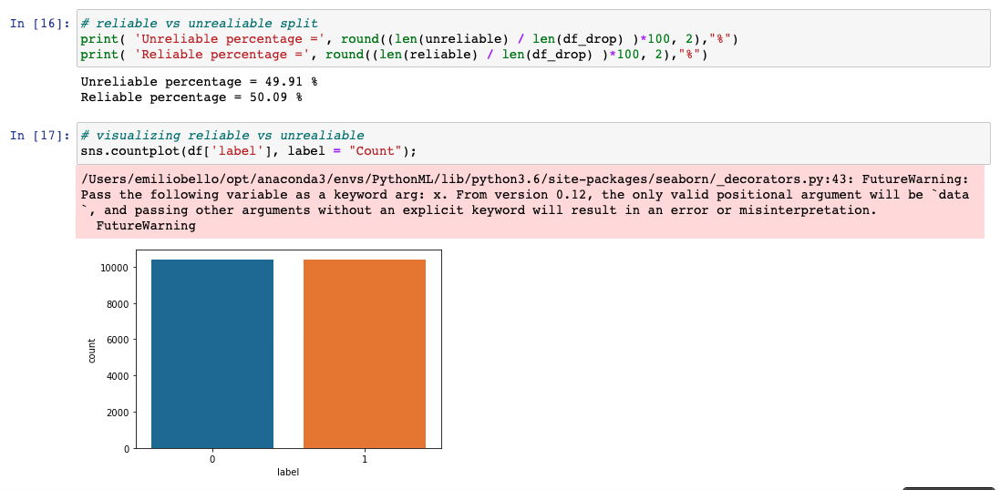 In [16]: # reliable vs unrealiable split
print( 'Unreliable percentage =', round((len(unreliable) / len(df_drop) )*100, 2),"%")
print( 'Reliable percentage =', round((len(reliable) / len(df_drop) )*100, 2),"%")
Unreliable percentage = 49.91 %
Reliable percentage = 50.09 %
In [17]: # visualizing reliable vs unrealiable
sns.countplot(df['label'], label = "Count");
/Users/emiliobello/opt/anaconda3/envs/PythonML/lib/python3.6/site-packages/seaborn/_decorators.py:43: FutureWarning:
Pass the following variable as a keyword arg: x. From version 0.12, the only valid positional argument will be `data
`, and passing other arguments without an explicit keyword will result in an error or misinterpretation.
FutureWarning
10000
8000
6000
4000
2000
0
count
0 1
label